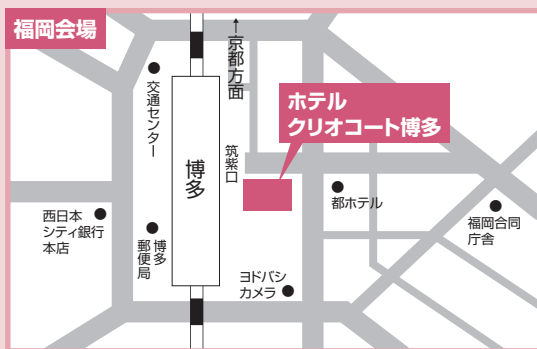 福岡会場
←京都方面
交通センター
ホテル
クリオコート博多
筑紫口
博多
都ホテル
西日本
シティ銀行
本店
博多
郵便局
福岡合同
庁舎
ヨドバシ
カメラ